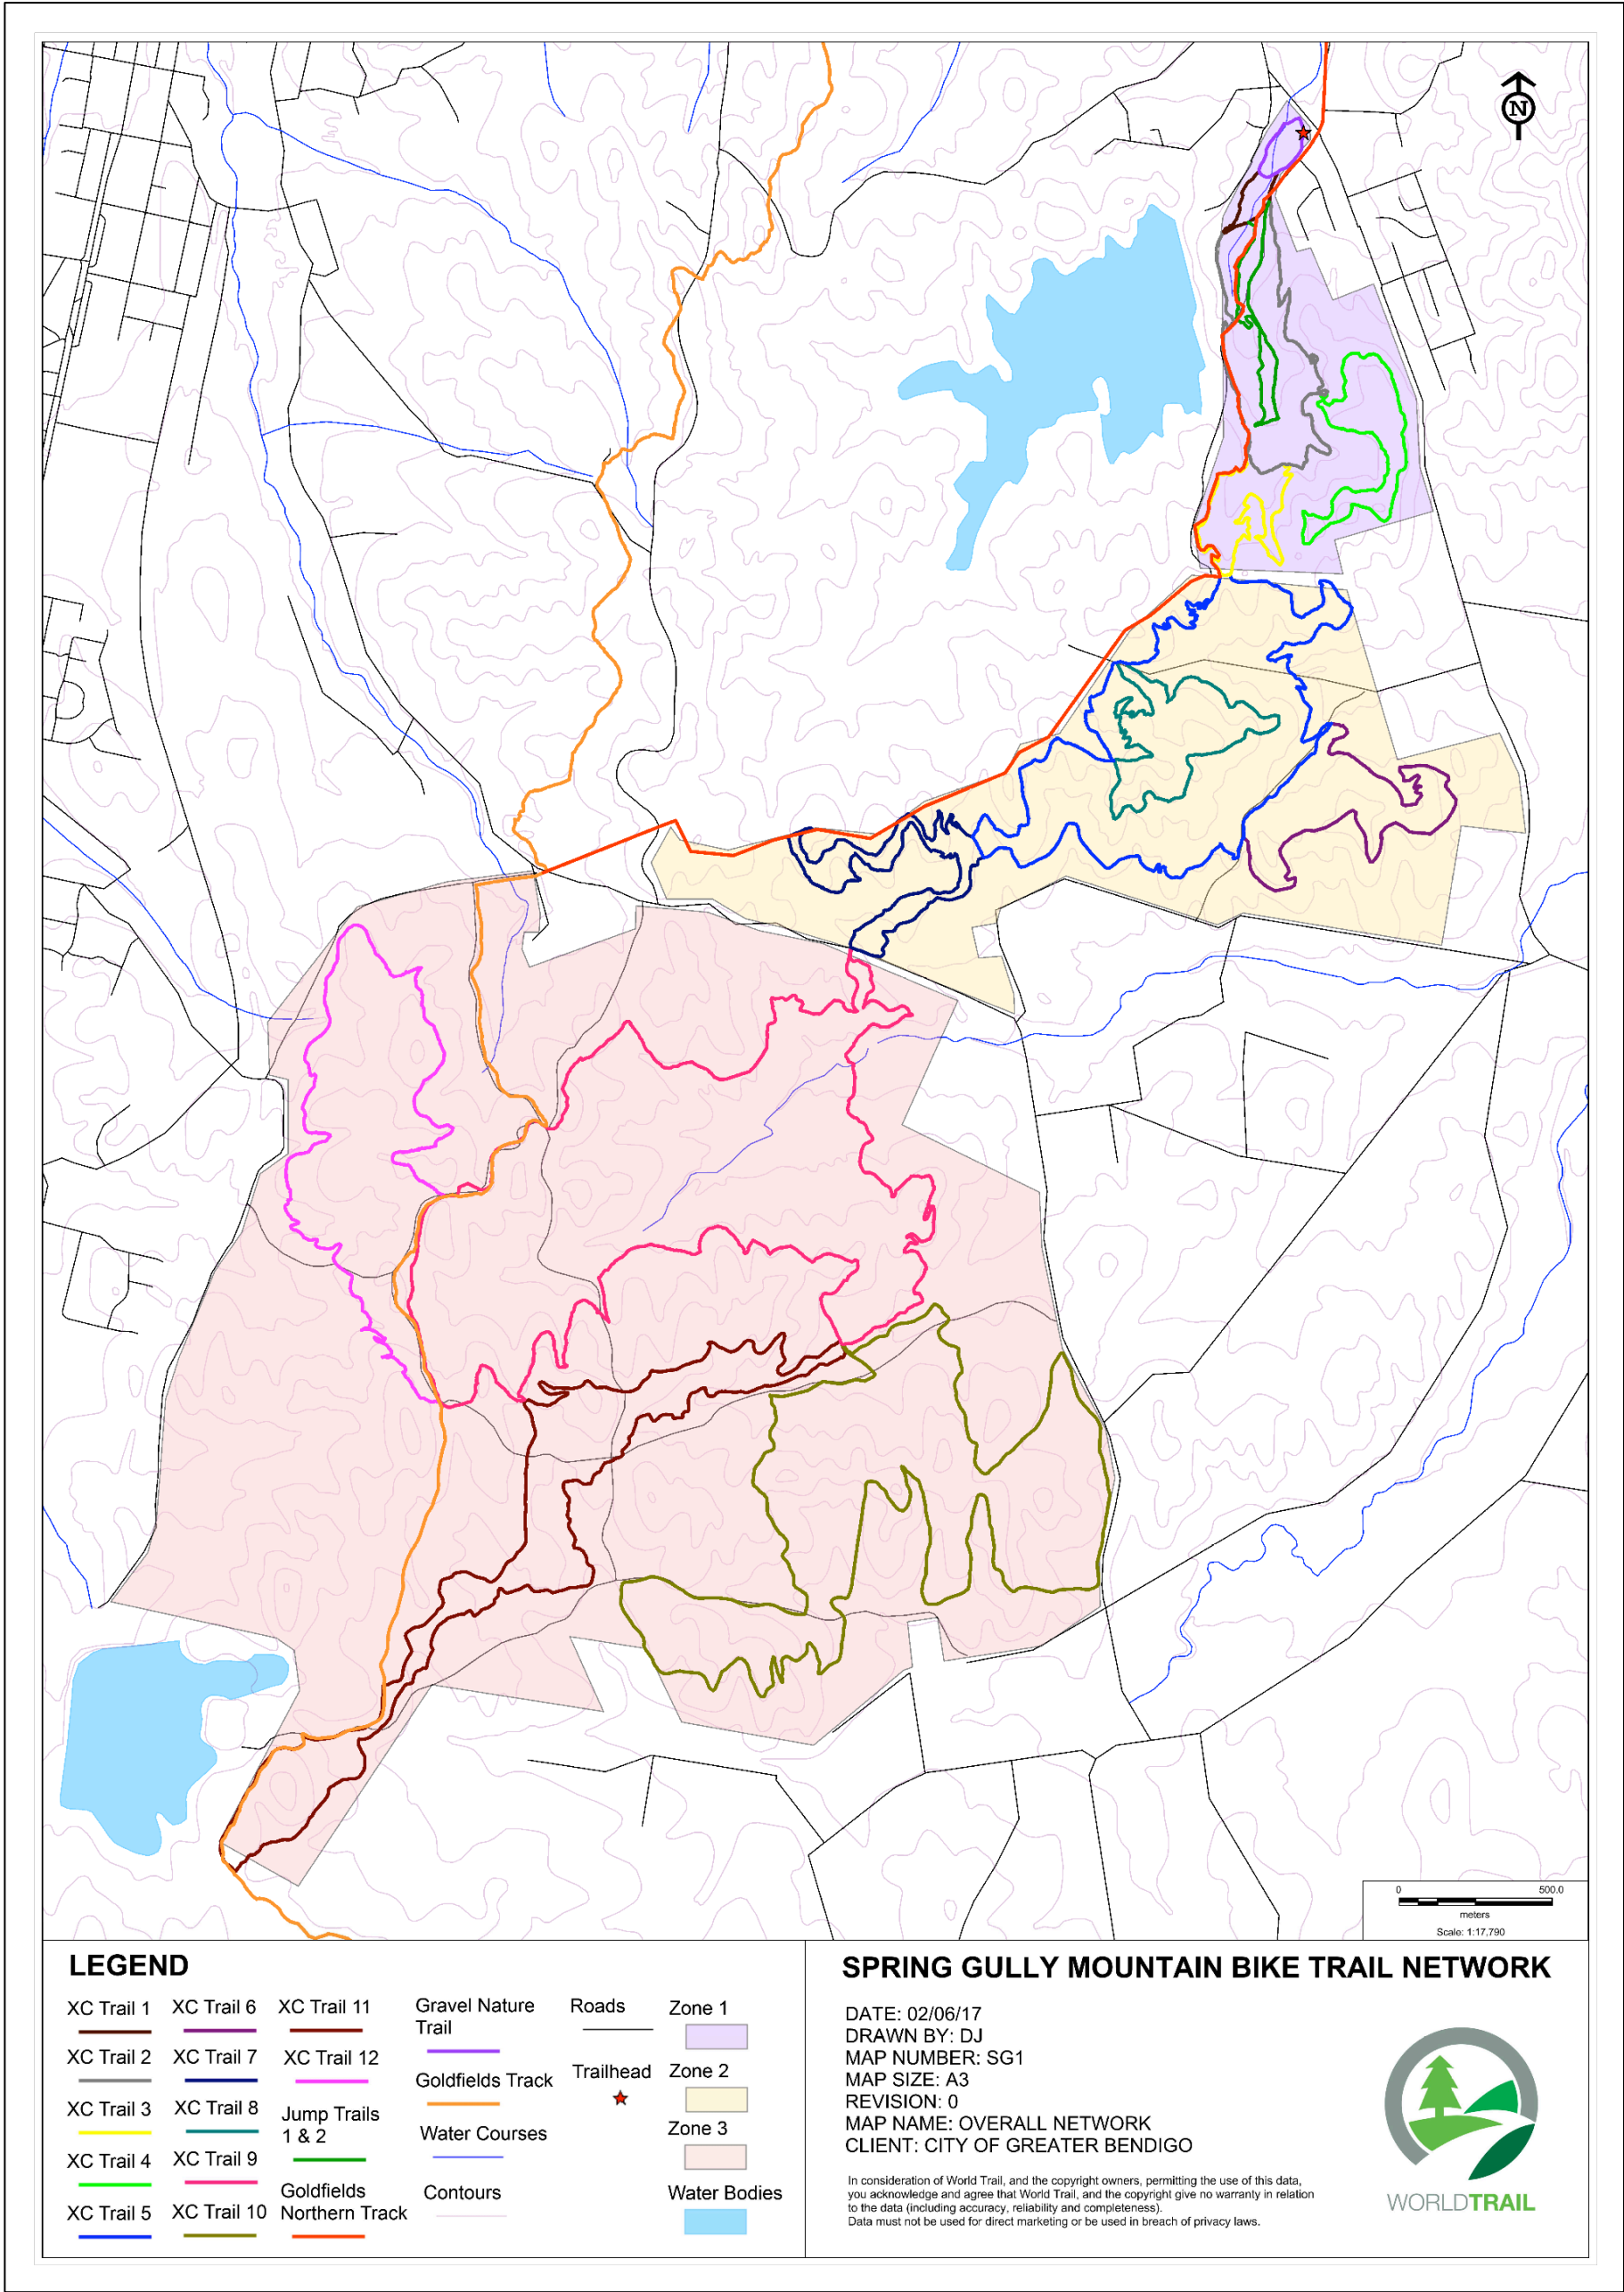 N
0 500.0
meters
Scale: 1:17,790
LEGEND
XC Trail 1
XC Trail 2
XC Trail 3
XC Trail 4
XC Trail 5
XC Trail 6
XC Trail 7
XC Trail 8
XC Trail 9
XC Trail 10
XC Trail 11
XC Trail 12
Jump Trails
1 & 2
Goldfields
Northern Track
Gravel Nature
Trail
Goldfields Track
Water Courses
Contours
Roads
Trailhead
Zone 1
Zone 2
Zone 3
Water Bodies
SPRING GULLY MOUNTAIN BIKE TRAIL NETWORK
DATE: 02/06/17
DRAWN BY: DJ
MAP NUMBER: SG1
MAP SIZE: A3
REVISION: 0
MAP NAME: OVERALL NETWORK
CLIENT: CITY OF GREATER BENDIGO
In consideration of World Trail, and the copyright owners, permitting the use of this data,
you acknowledge and agree that World Trail, and the copyright give no warranty in relation
to the data (including accuracy, reliability and completeness).
Data must not be used for direct marketing or be used in breach of privacy laws.
WORLDTRAIL